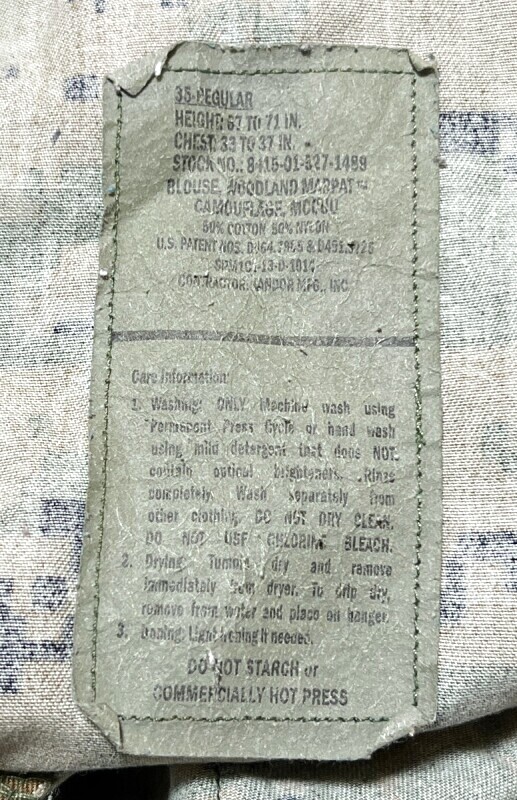 35-REGULAR
HEIGHT: 67 TO 71 IN.
CHEST: 33 TO 37 IN.
STOCK NO.: 8415-01-527-1499
BLOUSE, WOODLAND MARPAT™
CAMOUFLAGE, MCCUU
50% COTTON 50% NYLON
U.S. PATENT NOS. &
CONTRACTOR: MFG., INC.
Care Information:
1. Washing: ONLY Machine wash using
Permanent Press Cycle or hand wash
using mild detergent that does NOT
contain optical brighteners. Rinse
completely. Wash separately from
other clothing. DO NOT DRY CLEAN.
DO NOT USE CHLORINE BLEACH.
2. Drying: Tumble dry and remove
immediately from dryer. To drip dry,
remove from water and place on hanger.
3. Ironing: Light ironing if needed.
DO NOT STARCH or
COMMERCIALLY HOT PRESS